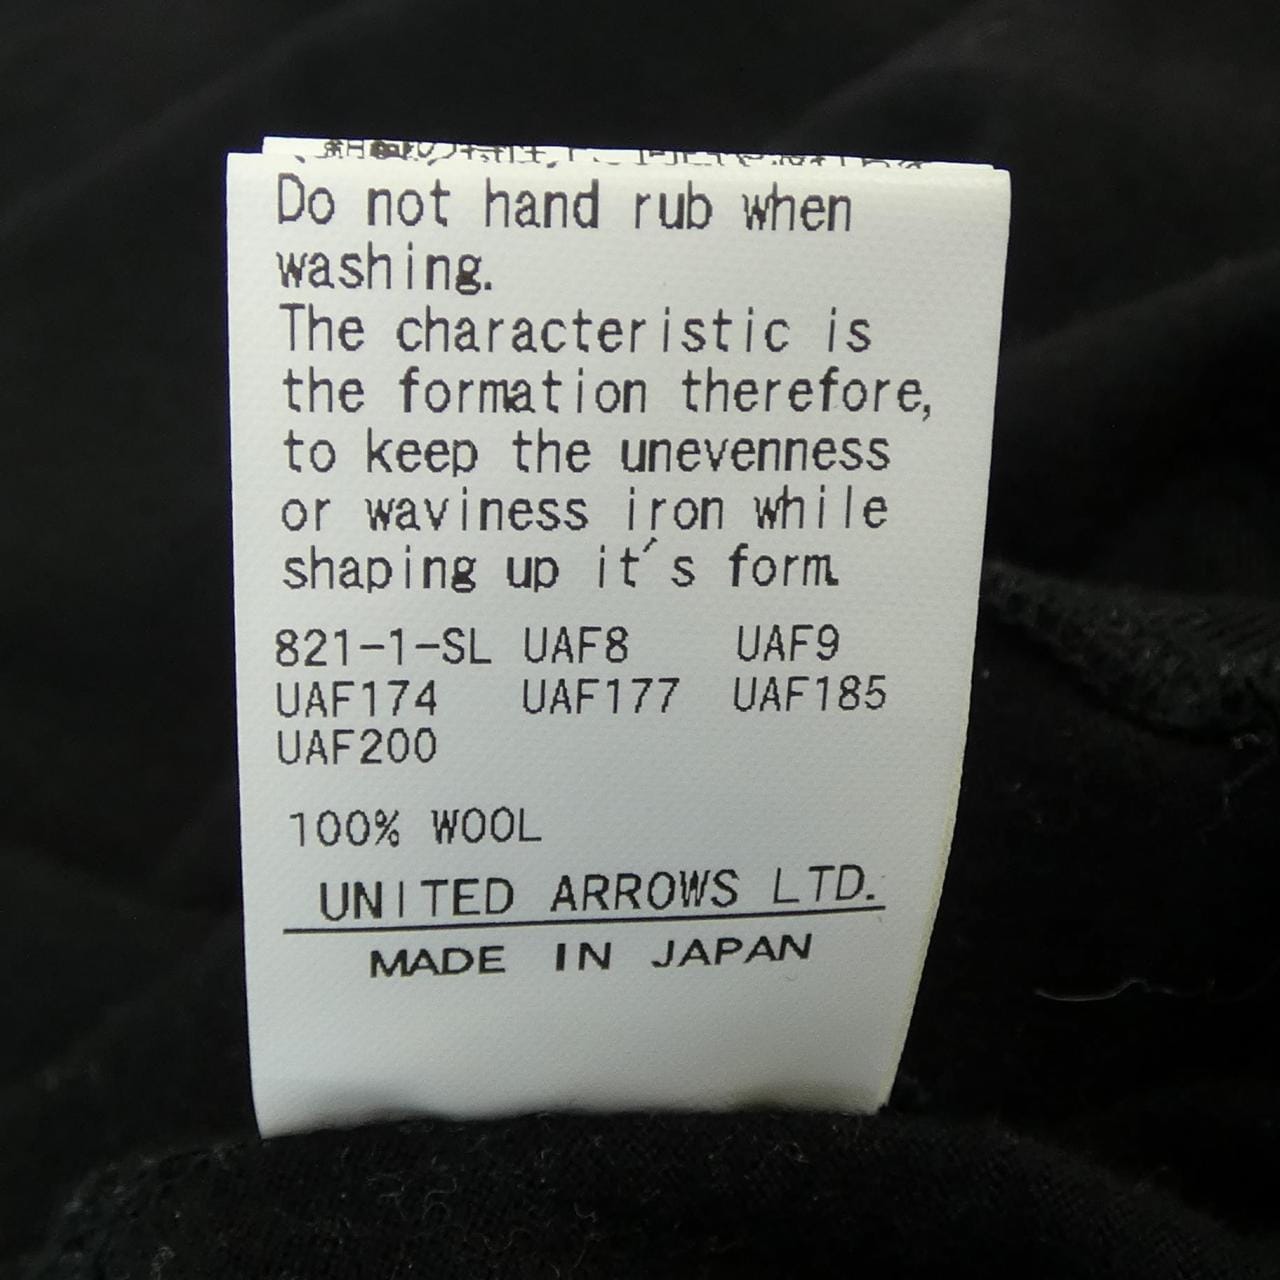 Do not hand rub when
washing.
The characteristic is
the formation therefore,
to keep the unevenness
or waviness iron while
shaping up it's form.
821-1-SL UAF8 UAF9
UAF174 UAF177 UAF185
UAF200
100% WOOL
UNITED ARROWS LTD.
MADE IN JAPAN